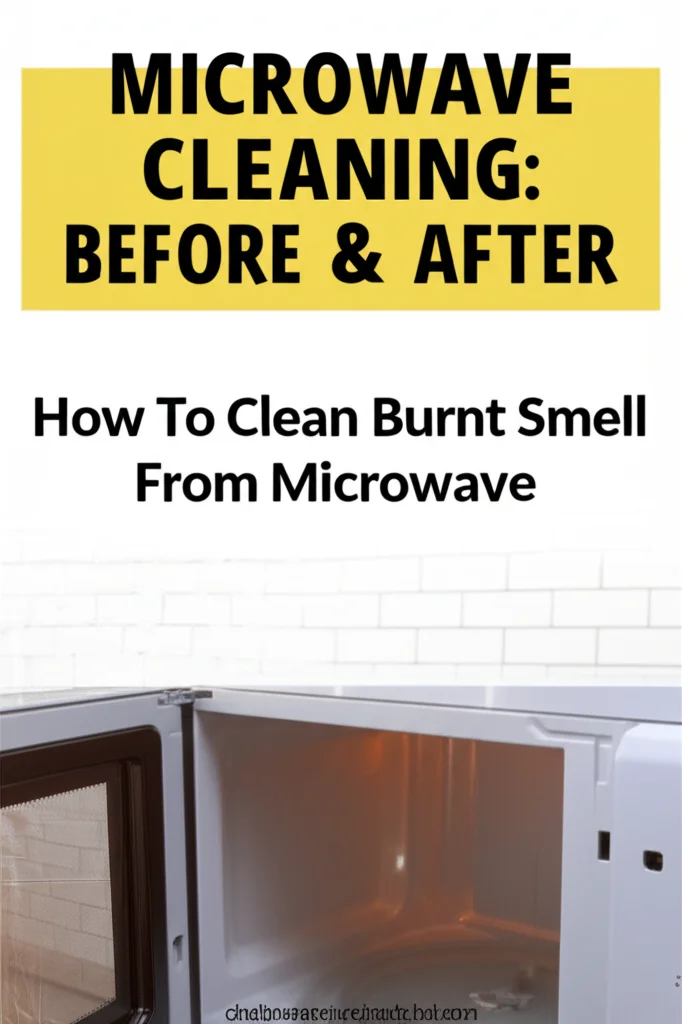 MICROWAVE
CLEANING:
BEFORE & AFTER
How To Clean Burnt Smell
From Microwave